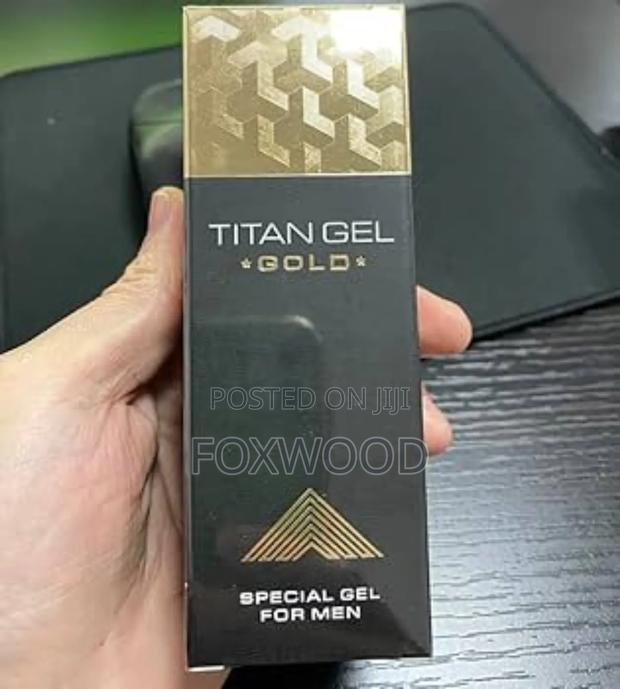 TITAN GEL
*GOLD*
POSTED ON JIJI
FOXWOOD
SPECIAL GEL
FOR MEN